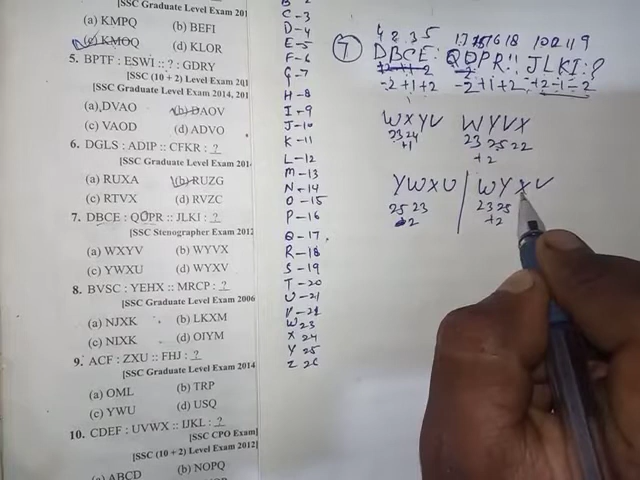 [SSC Graduate Level Exam 201
(a) KMPQ (b) BEFI
(c) KMOQ (d) KLOR
5. BPTF : ESWI :: ? : GDRY
[SSC (10 + 2) Level Exam 201
[SSC Graduate Level Exam 2014, 201
(a) DVAO (b) DAOV
(c) VAOD (d) ADVO
6. DGLS : ADIP :: CFKR : ?
[SSC Graduate Level Exam 201
(a) RUXA (b) RUZG
(c) RTVX (d) RVZC
7. DBCE : QOPR :: JLKI : ?
[SSC Stenographer Exam 2012
(a) WXYV (b) WYVX
(c) YWXU (d) WYXV
8. BVSC : YEHX :: MRCP : ?
[SSC Graduate Level Exam 2006
(a) NJXK (b) LKXM
(c) NIXK (d) OIYM
9. ACF : ZXU :: FHJ : ?
[SSC Graduate Level Exam 2014
(a) OML (b) TRP
(c) YWU (d) USQ
10. CDEF : UVWX :: IJKL : ?
[SSC CPO Exam
[SSC (10 + 2) Level Exam 2012
(a) ABCD (b) NOPQ
C-3
D-4
E-5
F-6
G-7
H-8
I-9
J-10
K-11
L-12
M-13
N-14
O-15
P-16
Q-17
R-18
S-19
T-20
U-21
W 23
X 24
Y 25
10 12 11 9
7 DBCE : QOPR :: JLKI : ?
-2 +1 +2 -2 +1 +2 +2 -1 -2
WXYV WYVX
23 24 23 25 22
+1 +2
YWXU WYXV
25 23 23 25
-2 +2